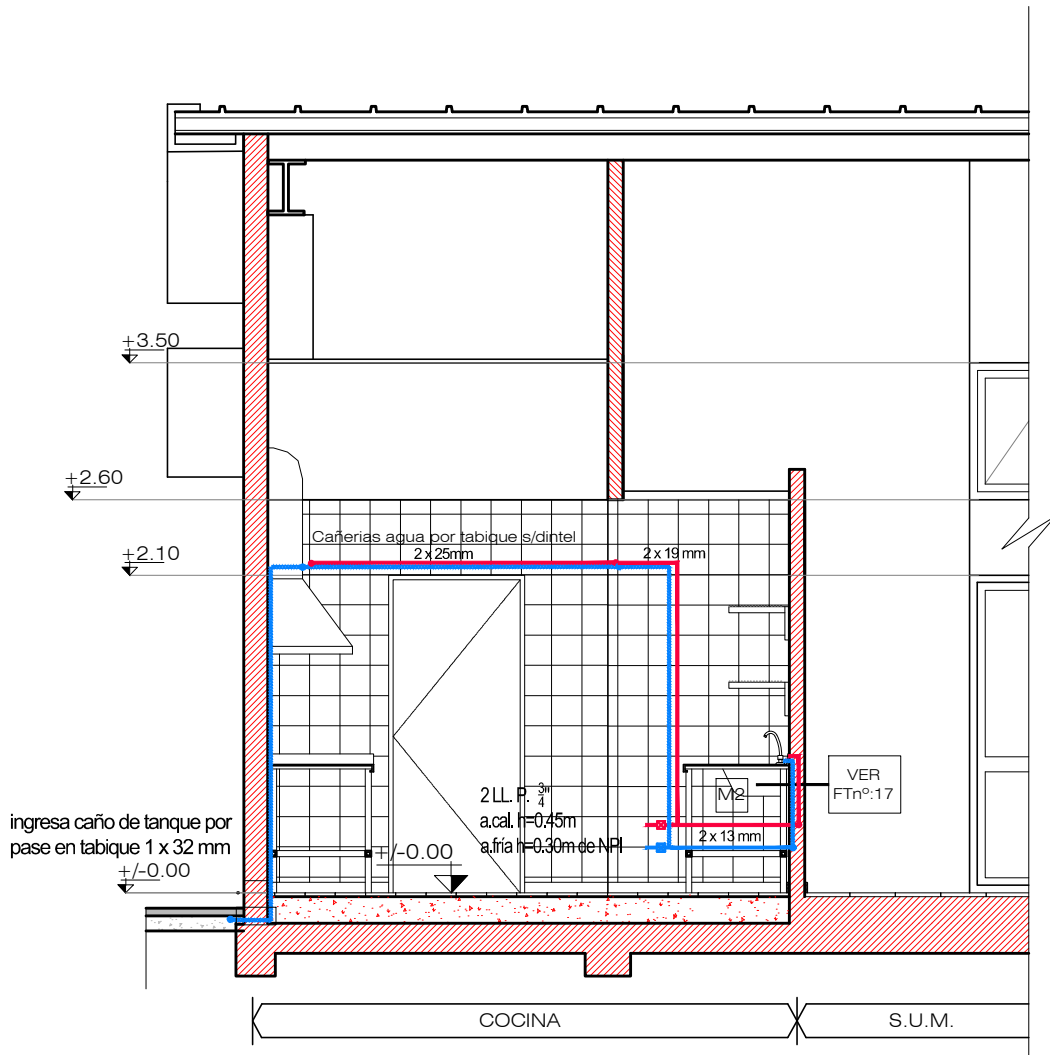 +3.50
+2.60
Cañerias agua por tabique s/dintel
+2.10
2 x 25mm
2 x 19 mm
VER
FTnº:17
M2
2 LL. P. 3/4"
a.cal. h=0.45m
a.fría h=0.30m de NPI
2 x 13 mm
ingresa caño de tanque por
pase en tabique 1 x 32 mm
+/-0.00
+/-0.00
COCINA
S.U.M.